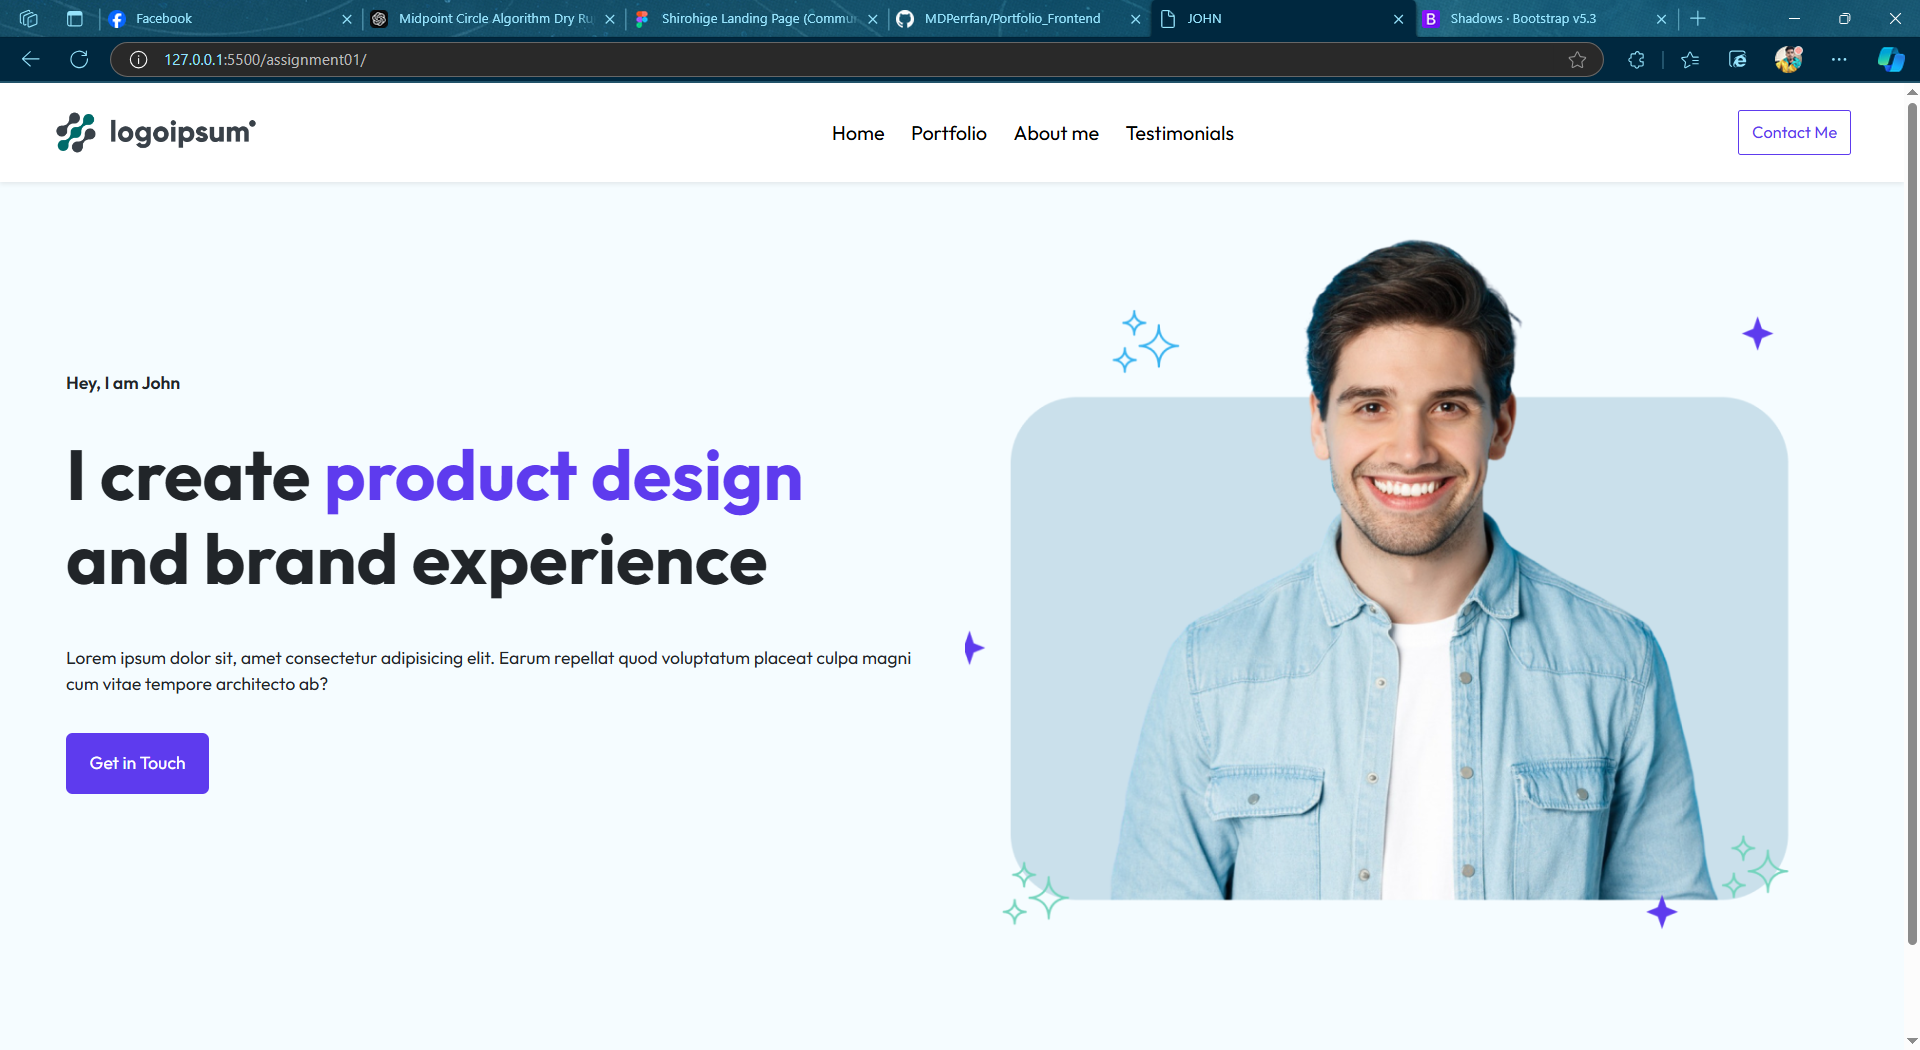 Facebook
Midpoint Circle Algorithm Dry Ru
Shirohige Landing Page (Commu
MDPerrfan/Portfolio_Frontend
JOHN
B
Shadows · Bootstrap v5.3
127.0.0.1:5500/assignment01/
logoipsum
Home
Portfolio
About me
Testimonials
Contact Me
Hey, I am John
I create product design
and brand experience
Lorem ipsum dolor sit, amet consectetur adipisicing elit. Earum repellat quod voluptatum placeat culpa magni
cum vitae tempore architecto ab?
Get in Touch